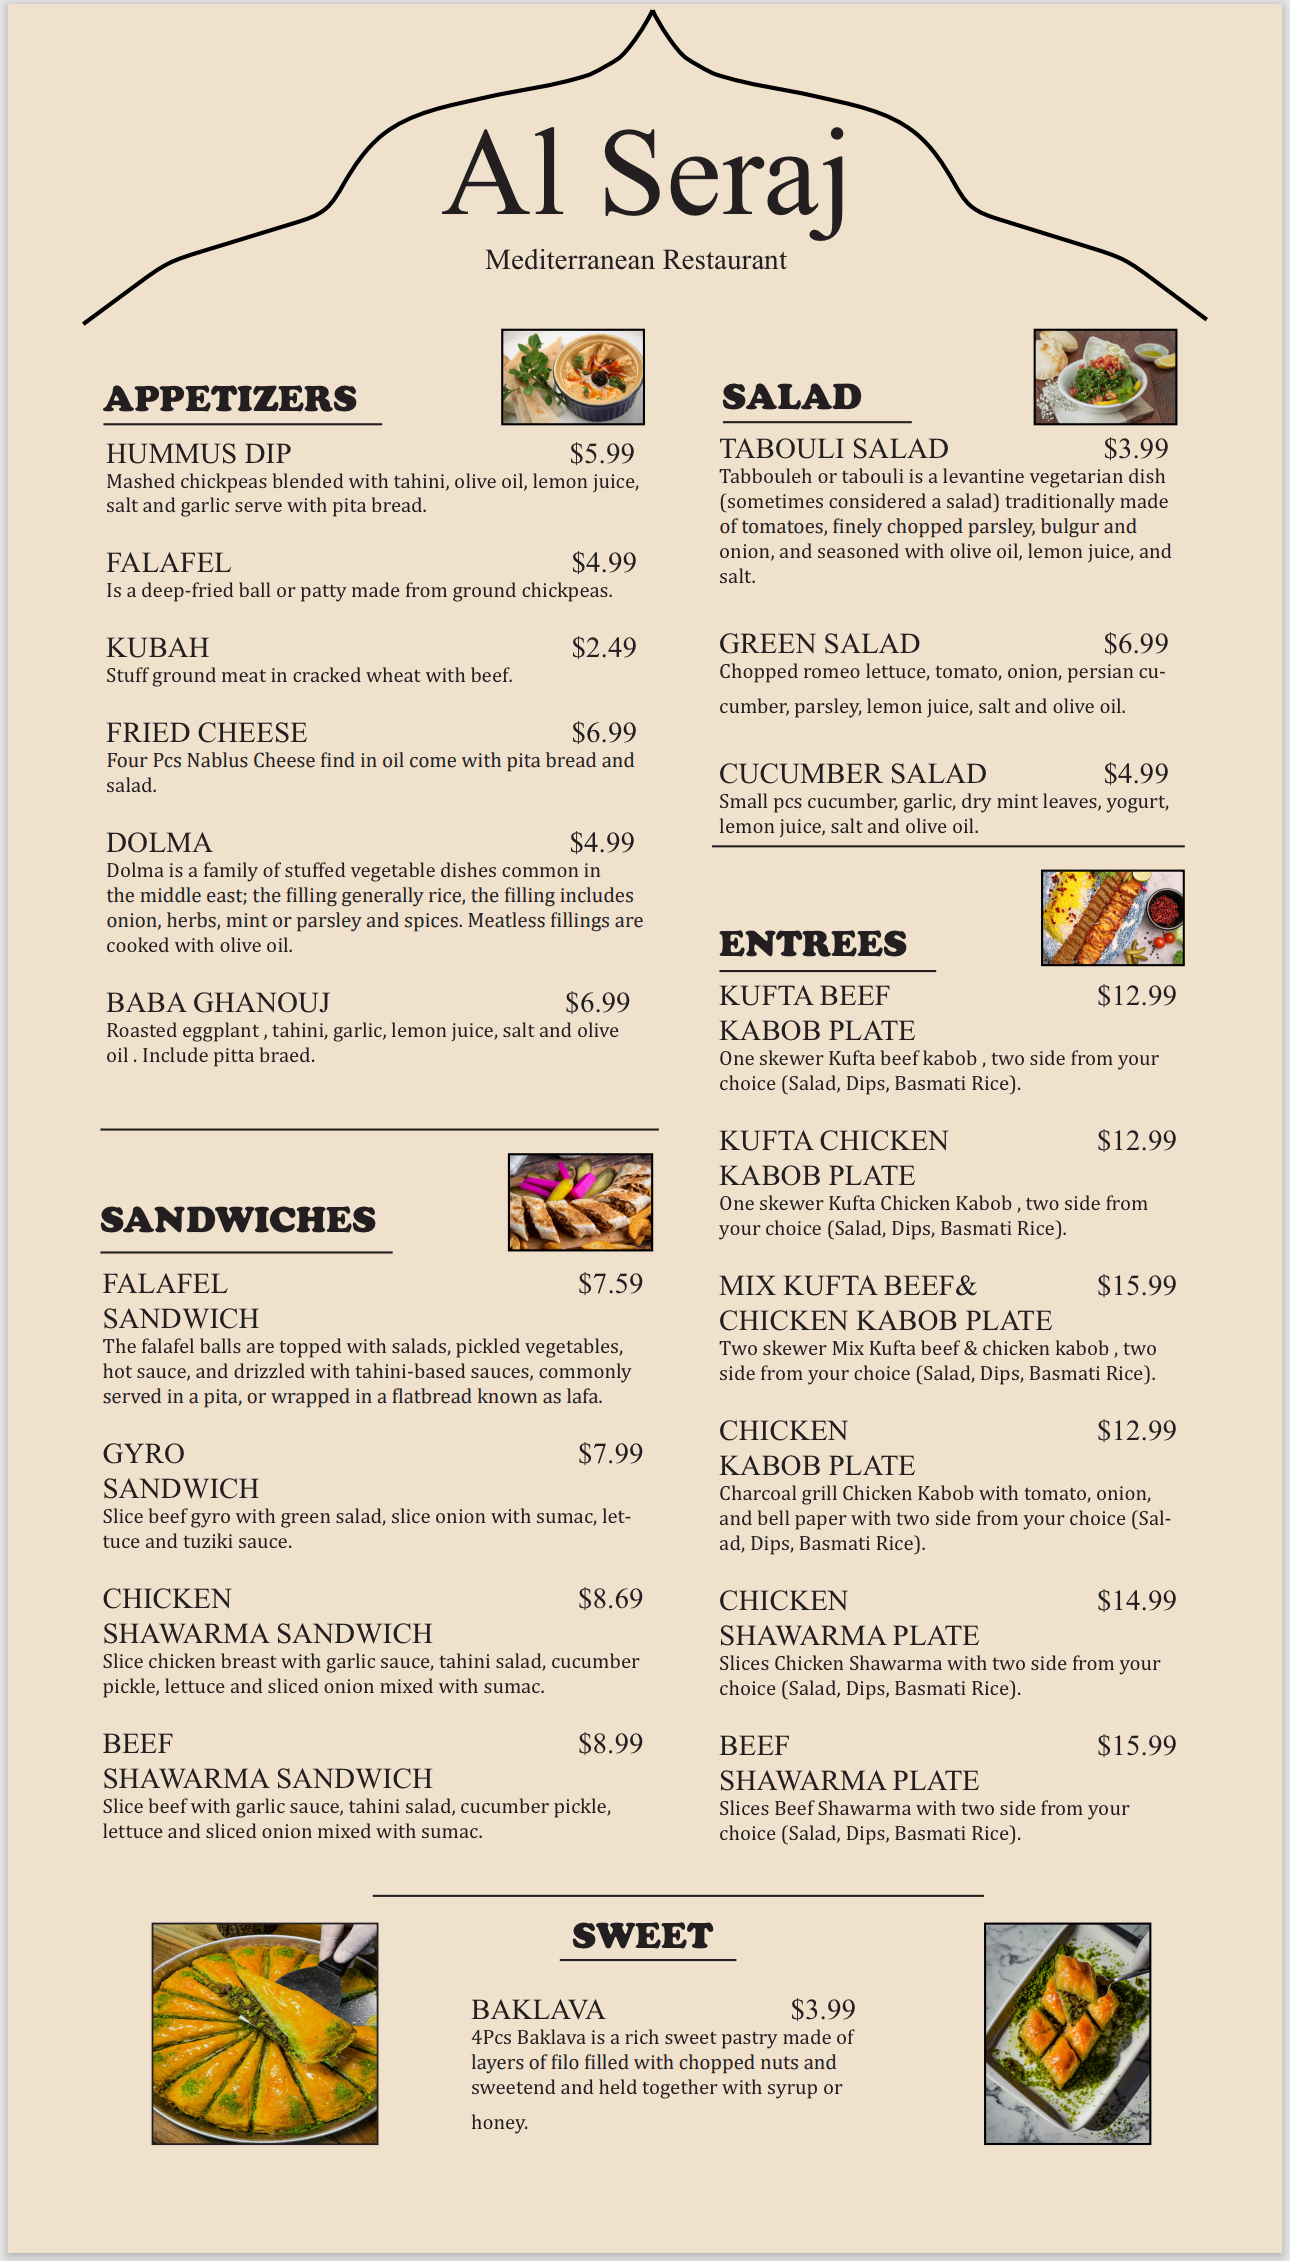 Al Seraj
Mediterranean Restaurant
APPETIZERS
HUMMUS DIP $5.99
Mashed chickpeas blended with tahini, olive oil, lemon juice,
salt and garlic serve with pita bread.
FALAFEL $4.99
Is a deep-fried ball or patty made from ground chickpeas.
KUBAH $2.49
Stuff ground meat in cracked wheat with beef.
FRIED CHEESE $6.99
Four Pcs Nablus Cheese find in oil come with pita bread and
salad.
DOLMA $4.99
Dolma is a family of stuffed vegetable dishes common in
the middle east; the filling generally rice, the filling includes
onion, herbs, mint or parsley and spices. Meatless fillings are
cooked with olive oil.
BABA GHANOUJ $6.99
Roasted eggplant , tahini, garlic, lemon juice, salt and olive
oil . Include pitta braed.
SANDWICHES
FALAFEL $7.59
SANDWICH
The falafel balls are topped with salads, pickled vegetables,
hot sauce, and drizzled with tahini-based sauces, commonly
served in a pita, or wrapped in a flatbread known as lafa.
GYRO $7.99
SANDWICH
Slice beef gyro with green salad, slice onion with sumac, let-
tuce and tuziki sauce.
CHICKEN $8.69
SHAWARMA SANDWICH
Slice chicken breast with garlic sauce, tahini salad, cucumber
pickle, lettuce and sliced onion mixed with sumac.
BEEF $8.99
SHAWARMA SANDWICH
Slice beef with garlic sauce, tahini salad, cucumber pickle,
lettuce and sliced onion mixed with sumac.
SALAD
TABOULI SALAD $3.99
Tabbouleh or tabouli is a levantine vegetarian dish
(sometimes considered a salad) traditionally made
of tomatoes, finely chopped parsley, bulgur and
onion, and seasoned with olive oil, lemon juice, and
salt.
GREEN SALAD $6.99
Chopped romeo lettuce, tomato, onion, persian cu-
cumber, parsley, lemon juice, salt and olive oil.
CUCUMBER SALAD $4.99
Small pcs cucumber, garlic, dry mint leaves, yogurt,
lemon juice, salt and olive oil.
ENTREES
KUFTA BEEF $12.99
KABOB PLATE
One skewer Kufta beef kabob , two side from your
choice (Salad, Dips, Basmati Rice).
KUFTA CHICKEN $12.99
KABOB PLATE
One skewer Kufta Chicken Kabob , two side from
your choice (Salad, Dips, Basmati Rice).
MIX KUFTA BEEF& $15.99
CHICKEN KABOB PLATE
Two skewer Mix Kufta beef & chicken kabob , two
side from your choice (Salad, Dips, Basmati Rice).
CHICKEN $12.99
KABOB PLATE
Charcoal grill Chicken Kabob with tomato, onion,
and bell paper with two side from your choice (Sal-
ad, Dips, Basmati Rice).
CHICKEN $14.99
SHAWARMA PLATE
Slices Chicken Shawarma with two side from your
choice (Salad, Dips, Basmati Rice).
BEEF $15.99
SHAWARMA PLATE
Slices Beef Shawarma with two side from your
choice (Salad, Dips, Basmati Rice).
SWEET
BAKLAVA $3.99
4Pcs Baklava is a rich sweet pastry made of
layers of filo filled with chopped nuts and
sweetend and held together with syrup or
honey.